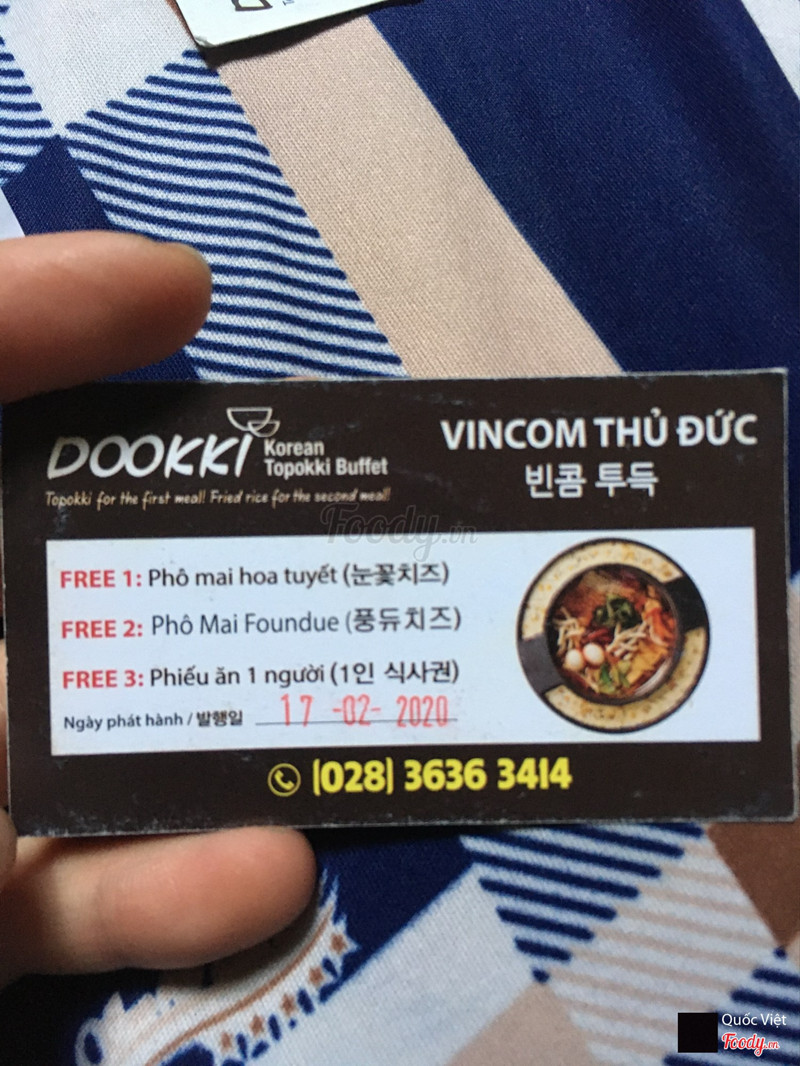 DOOKKI Korean
Topokki Buffet
Topokki for the first meal! Fried rice for the second meal!
VINCOM THỦ ĐỨC
빈콤 투득
Foody.vn
FREE 1: Phô mai hoa tuyết (눈꽃치즈)
FREE 2: Phô Mai Foundue (퐁듀치즈)
FREE 3: Phiếu ăn 1 người (1인 식사권)
Ngày phát hành / 발행일 17 -02- 2020
(028) 3636 3414
Quốc Việt
Foody.vn